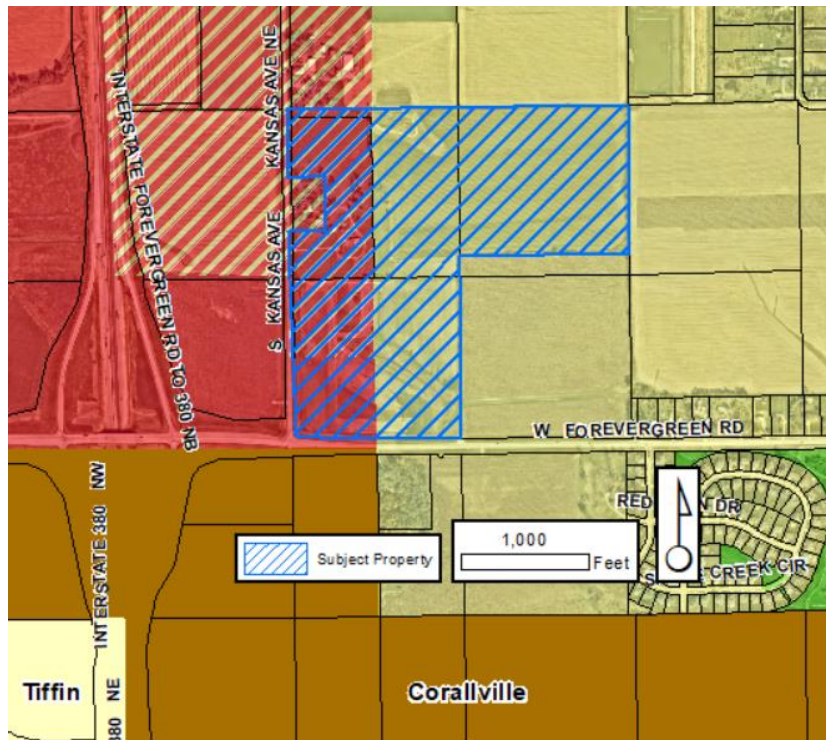 KANSAS AVE NE
INTERSTATE FOREVERGREEN RD TO 380 NB
S KANSAS AVE
W FOREVERGREEN RD
RED
N DR
1,000
Feet
Subject Property
S
CREEK CIR
INTERSTATE 380 NW
Tiffin
380 NE
Corallville